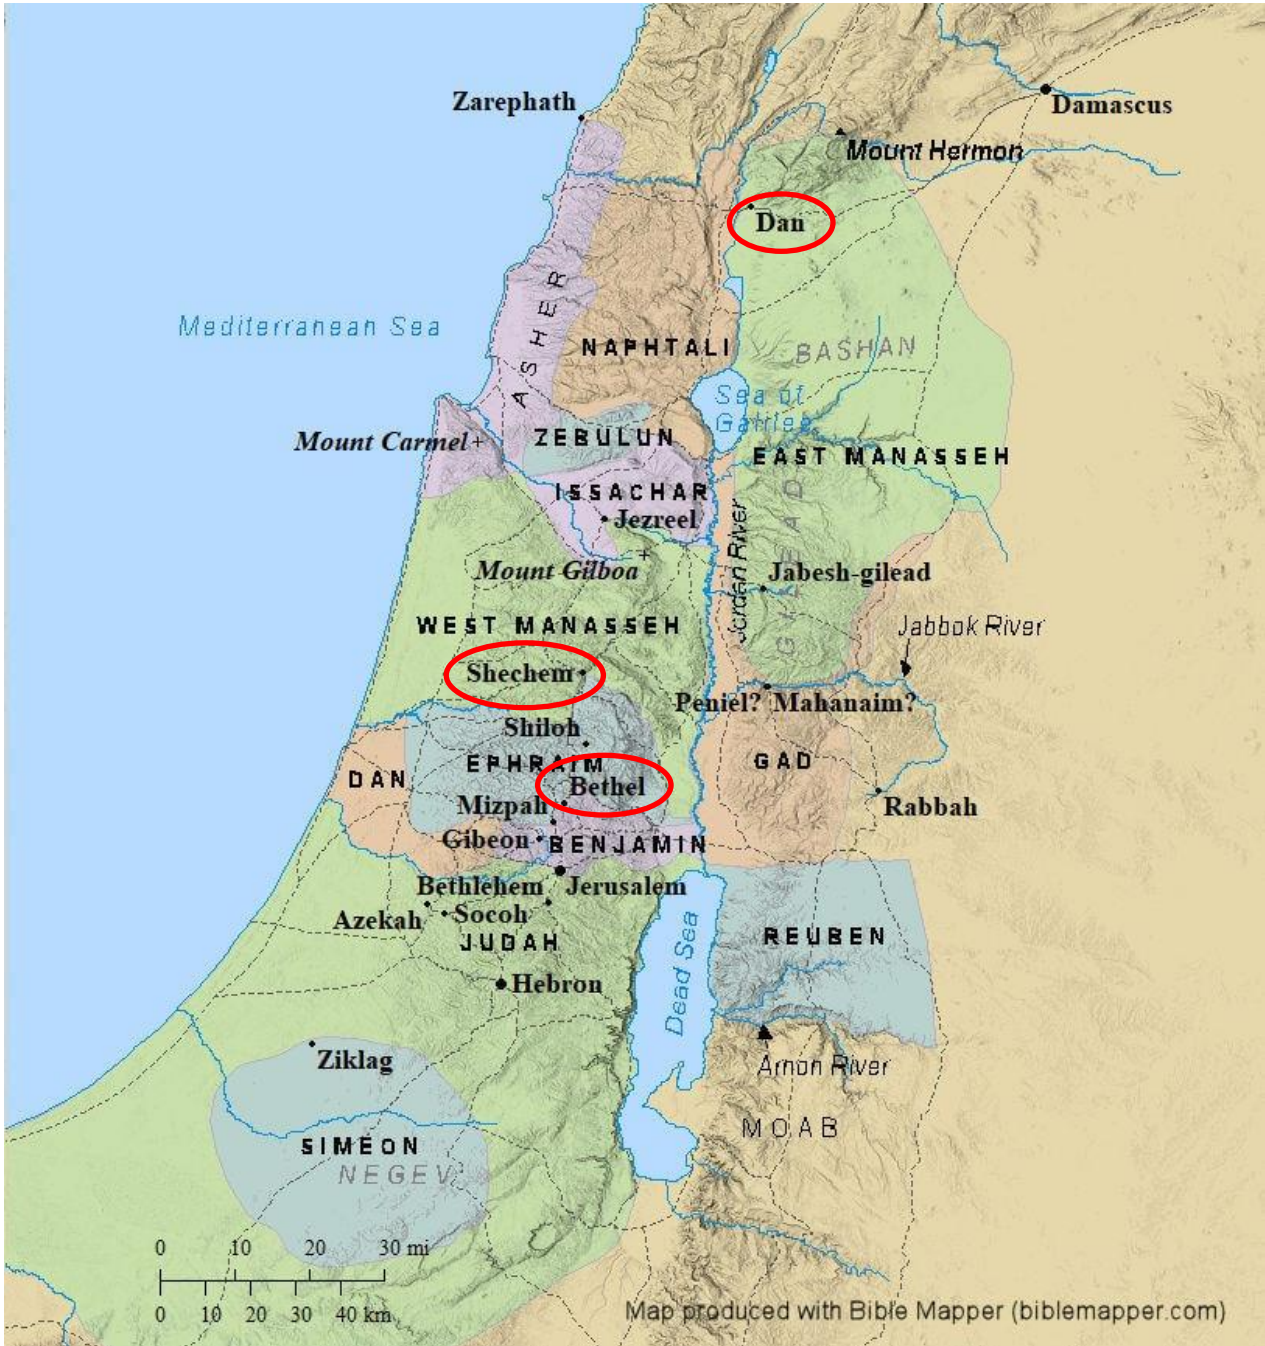 Zarephath
Damascus
Mount Hermon
Dan
Mediterranean Sea
ASHER
NAPHTALI
BASHAN
Sea of
Galilee
Mount Carmel
ZEBULUN
EAST MANASSEH
ISSACHAR
Jezreel
GILEAD
Jordan River
Mount Gilboa
Jabesh-gilead
WEST MANASSEH
Jabbok River
Shechem
Peniel? Mahanaim?
Shiloh
EPHRAIM
GAD
DAN
Bethel
Mizpah
Rabbah
Gibeon
BENJAMIN
Bethlehem
Jerusalem
Azekah
Socoh
JUDAH
REUBEN
Dead Sea
Hebron
Ziklag
Arnon River
MOAB
SIMEON
NEGEV
0 10 20 30 mi
0 10 20 30 40 km
Map produced with Bible Mapper (biblemapper.com)